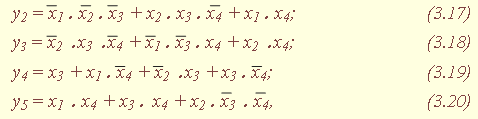 y₂ = x̅₁ . x̅₂ . x̅₃ + x₂ . x₃ . x̅₄ + x₁ . x₄; (3.17)
y₃ = x̅₂ .x₃ .x̅₄ + x̅₁ . x̅₃ . x₄ + x₂ .x₄; (3.18)
y₄ = x₃ + x₁ . x̅₄ + x̅₂ .x₃ + x₃ . x̅₄; (3.19)
y₅ = x₁ . x₄ + x₃ . x₄ + x₂ . x̅₃ . x̅₄, (3.20)